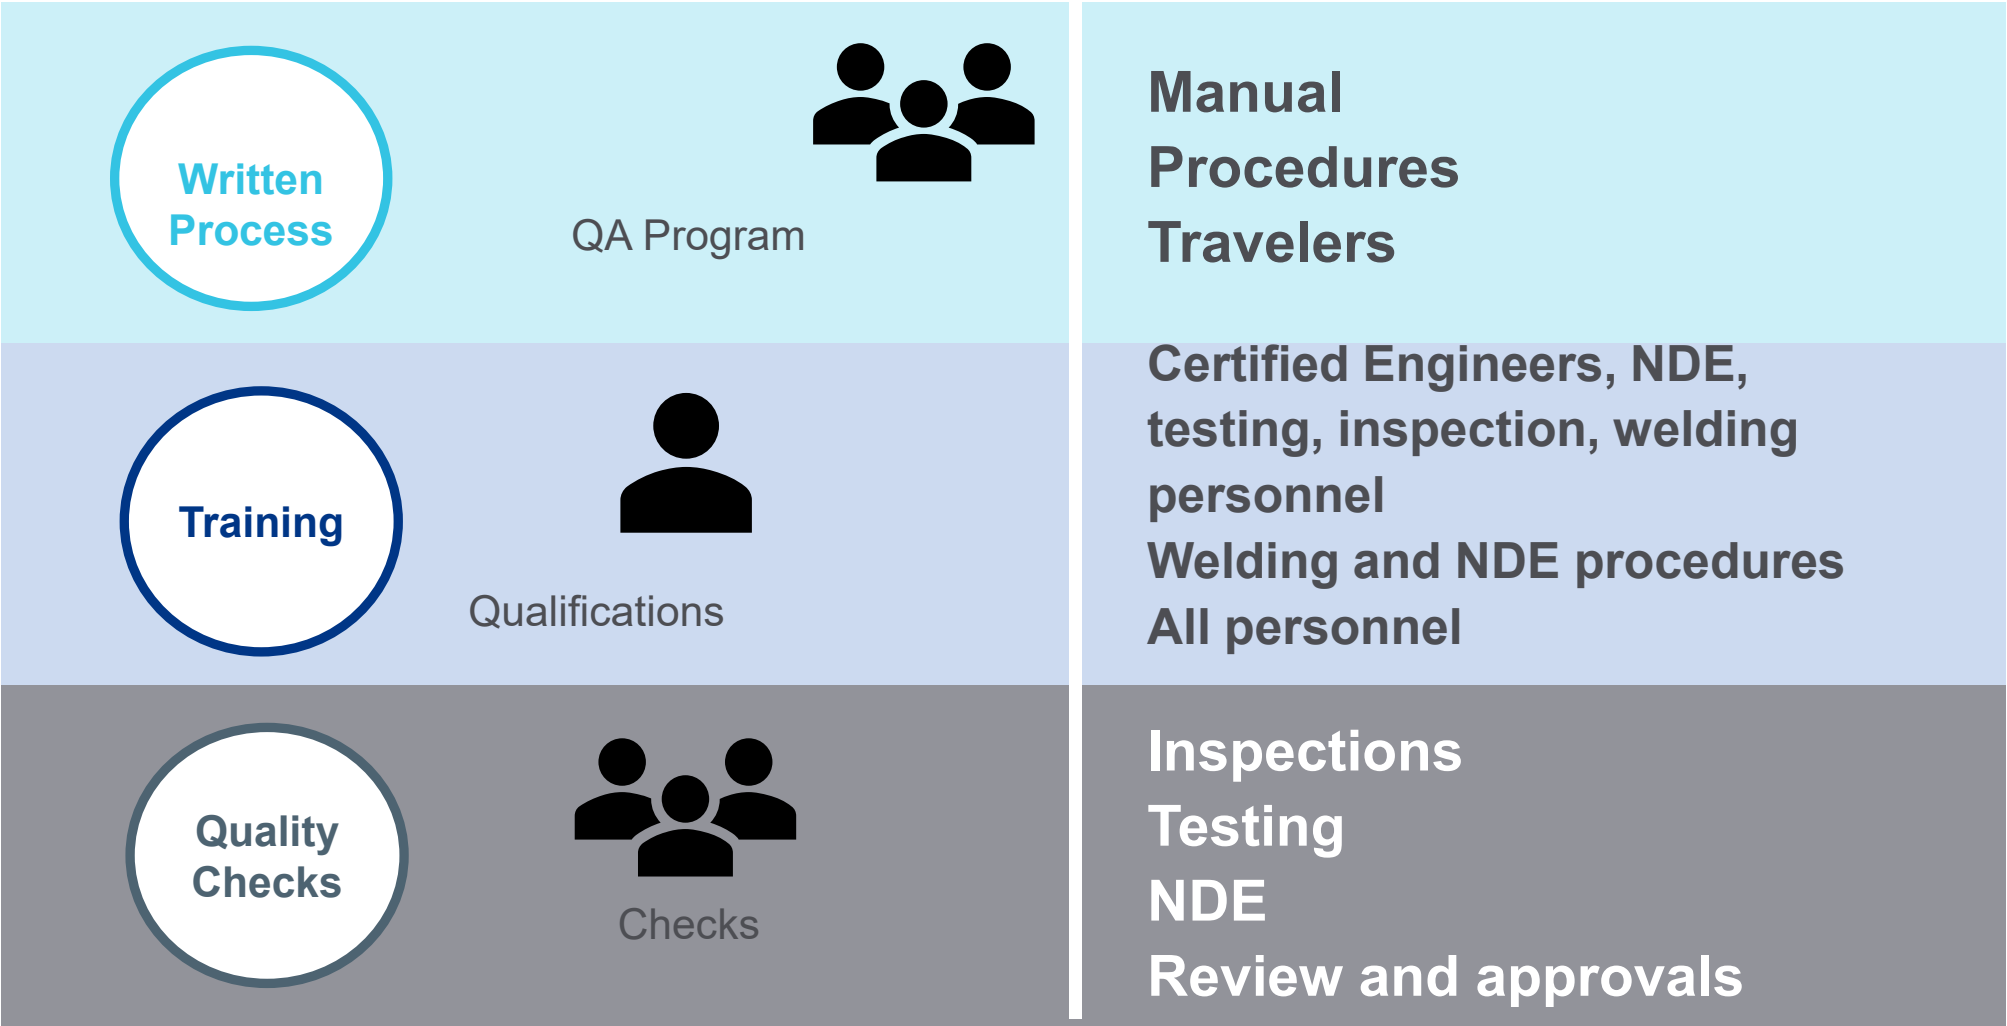 Written
Process
QA Program
Manual
Procedures
Travelers
Training
Qualifications
Certified Engineers, NDE,
testing, inspection, welding
personnel
Welding and NDE procedures
All personnel
Quality
Checks
Checks
Inspections
Testing
NDE
Review and approvals